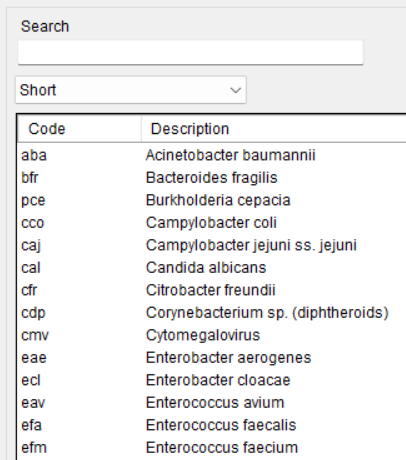 Search
Short
Code Description
aba Acinetobacter baumannii
bfr Bacteroides fragilis
pce Burkholderia cepacia
cco Campylobacter coli
caj Campylobacter jejuni ss. jejuni
cal Candida albicans
cfr Citrobacter freundii
cdp Corynebacterium sp. (diphtheroids)
cmv Cytomegalovirus
eae Enterobacter aerogenes
ecl Enterobacter cloacae
eav Enterococcus avium
efa Enterococcus faecalis
efm Enterococcus faecium